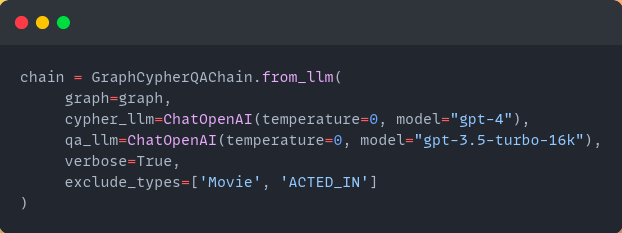 chain = GraphCypherQAChain.from_llm(
     graph=graph,
     cypher_llm=ChatOpenAI(temperature=0, model="gpt-4"),
     qa_llm=ChatOpenAI(temperature=0, model="gpt-3.5-turbo-16k"),
     verbose=True,
     exclude_types=['Movie', 'ACTED_IN']
)